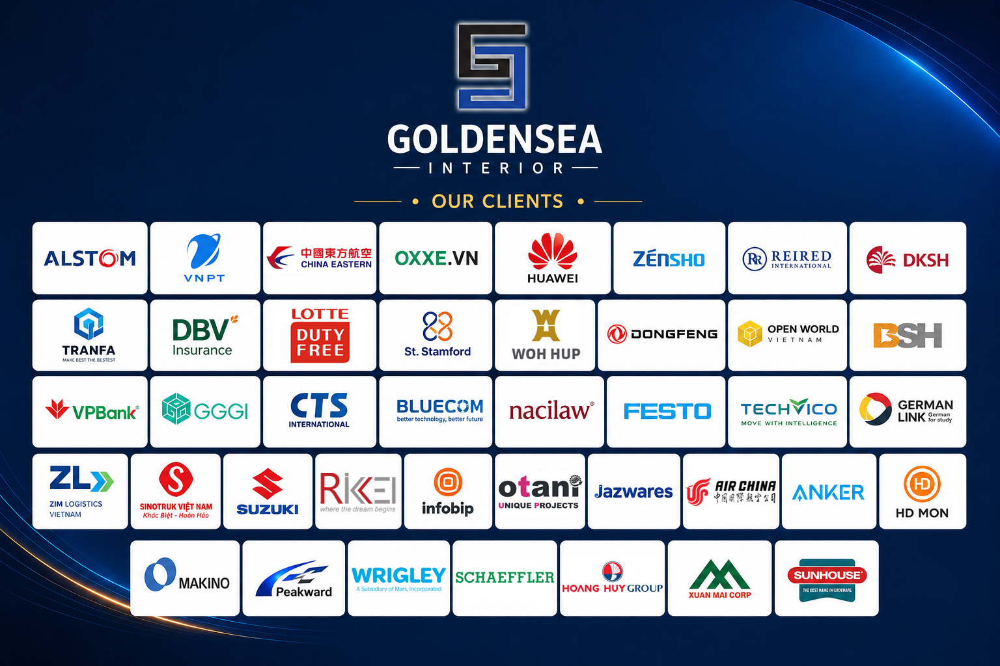 GOLDENSEA
INTERIOR
OUR CLIENTS
ALSTOM
VNPT
中國東方航空
CHINA EASTERN
OXXE.VN
HUAWEI
ZÉNSHO
RR
REIRED
INTERNATIONAL
DKSH
TRANFA
MAKE BEST THE BESTEST
DBV
Insurance
LOTTE
DUTY
FREE
St. Stamford
WOH HUP
DONGFENG
OPEN WORLD
VIETNAM
BSH
VPBank®
GGGI
CTS
INTERNATIONAL
BLUECOM
better technology, better future
nacilaw®
FESTO
TECHVICO
MOVE WITH INTELLIGENCE
GERMAN
LINK German
for study
ZL
ZIM LOGISTICS
VIETNAM
S
SINOTRUK VIỆT NAM
Khác Biệt - Hoán Hảo
SUZUKI
RIKKEI
where the dream begins
infobip
otani
UNIQUE PROJECTS
Jazwares
AIR CHINA
中国国際航空公司
ANKER
HD
HD MON
MAKINO
Peakward
WRIGLEY
A Subsidiary of Mars, Incorporated
SCHAEFFLER
HOANG HUY GROUP
XUAN MAI CORP
SUNHOUSE®
THE BEST NAME IN COOKWARE